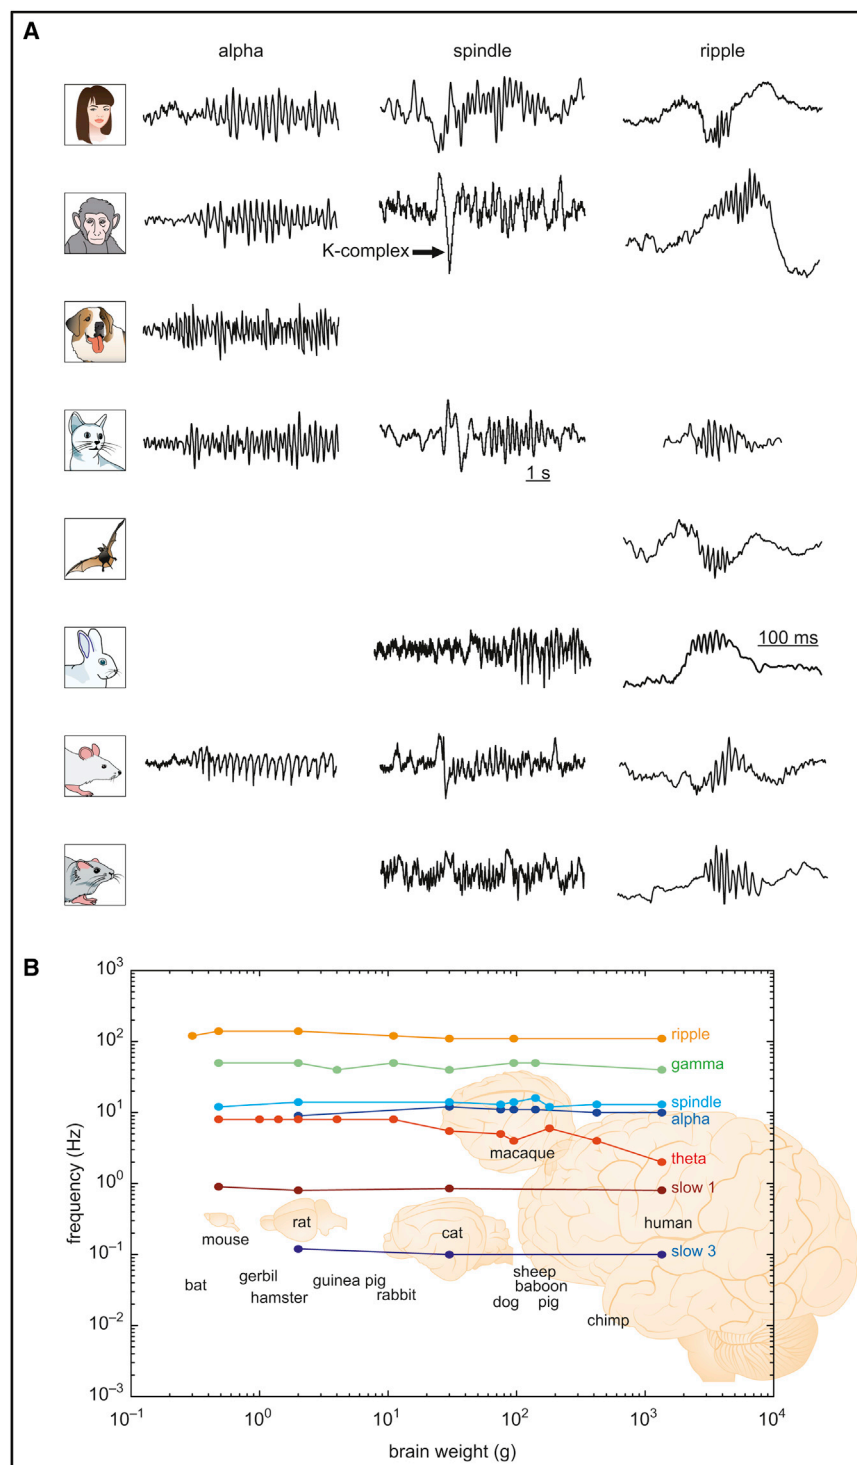 A
alpha spindle ripple
K-complex
1 s
100 ms
B
10³
10²
10¹
10⁰
10⁻¹
10⁻²
10⁻³
frequency (Hz)
ripple
gamma
spindle
alpha
macaque
theta
slow 1
rat
human
mouse
cat
slow 3
bat
gerbil
hamster
guinea pig
rabbit
sheep
baboon
dog
pig
chimp
10⁻¹ 10⁰ 10¹ 10² 10³ 10⁴
brain weight (g)